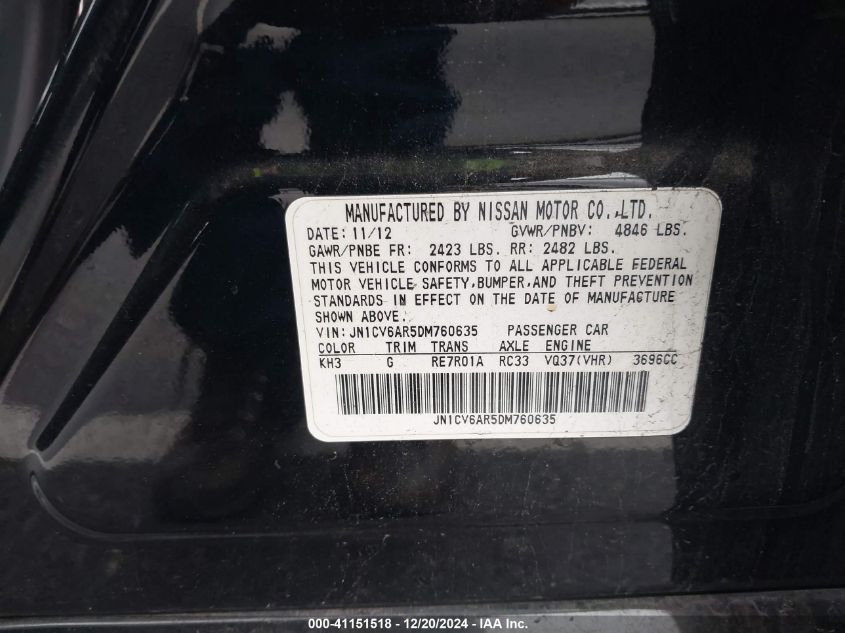 MANUFACTURED BY NISSAN MOTOR CO.,LTD.
DATE: 11/12 GVWR/PNBV: 4846 LBS.
GAWR/PNBE FR: 2423 LBS. RR: 2482 LBS.
THIS VEHICLE CONFORMS TO ALL APPLICABLE FEDERAL
MOTOR VEHICLE SAFETY,BUMPER,AND THEFT PREVENTION
STANDARDS IN EFFECT ON THE DATE OF MANUFACTURE
SHOWN ABOVE.
VIN: JN1CV6AR5DM760635 PASSENGER CAR
COLOR TRIM TRANS AXLE ENGINE
KH3 G RE7R01A RC33 VQ37(VHR) 3696CC
JN1CV6AR5DM760635
000-41151518 - 12/20/2024 - IAA Inc.